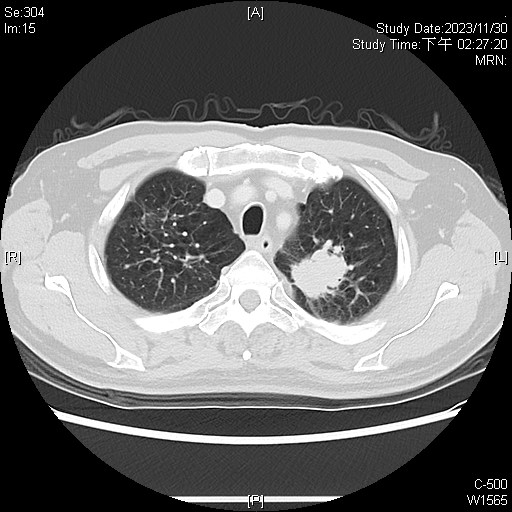 Se:304
Im:15
[A]
.
Study Date:2023/11/30
Study Time:下午 02:27:20
MRN:
[R]
[L]
[P]
C-500
W1565